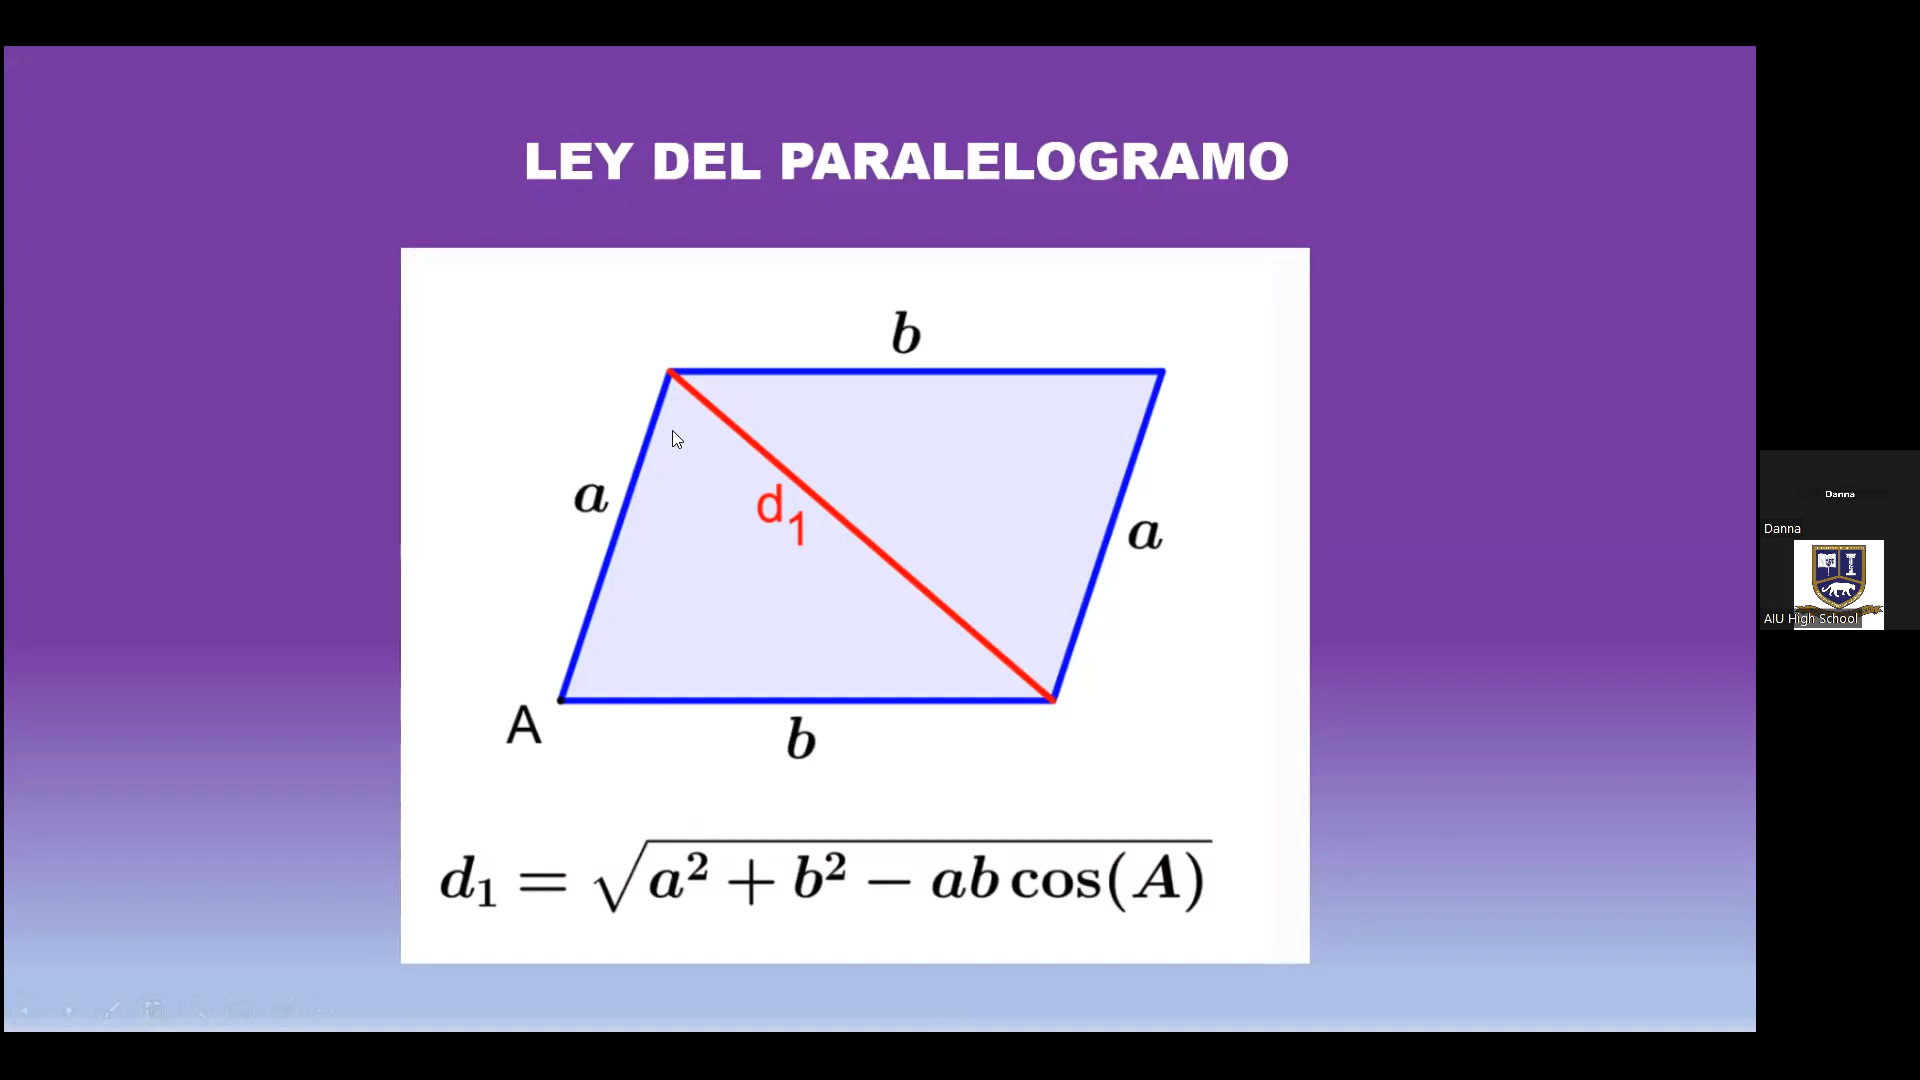 LEY DEL PARALELOGRAMO
b
a
d₁
a
A
b
d₁ = √(a² + b² − ab cos(A))
Danna
Danna
AIU High School